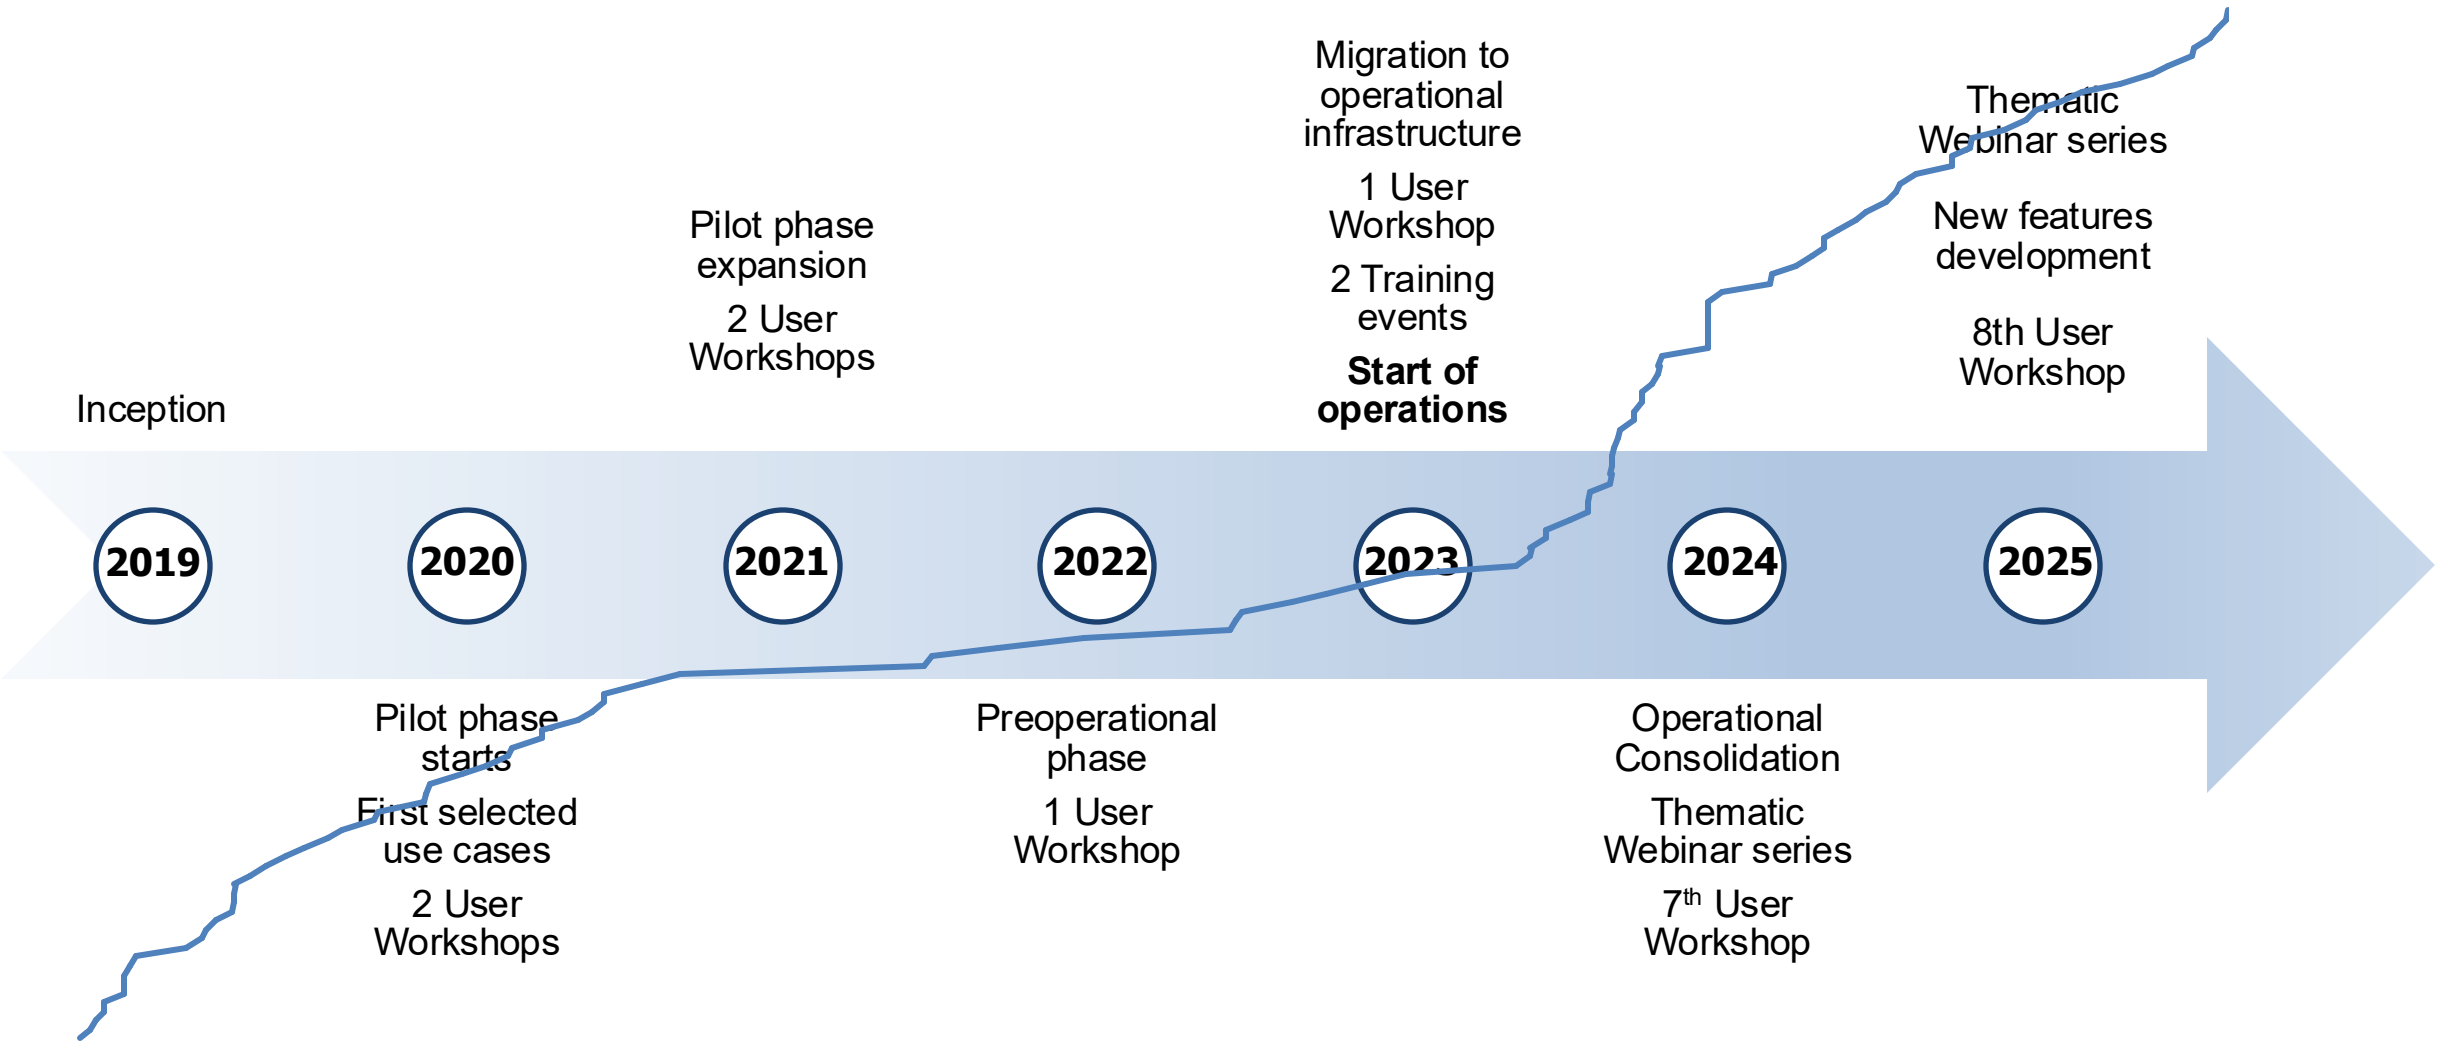 Inception
2019
2020
Pilot phase
starts
First selected
use cases
2 User
Workshops
Pilot phase
expansion
2 User
Workshops
2021
2022
Preoperational
phase
1 User
Workshop
Migration to
operational
infrastructure
1 User
Workshop
2 Training
events
Start of
operations
2023
2024
Operational
Consolidation
Thematic
Webinar series
7th User
Workshop
Thematic
Webinar series
New features
development
8th User
Workshop
2025